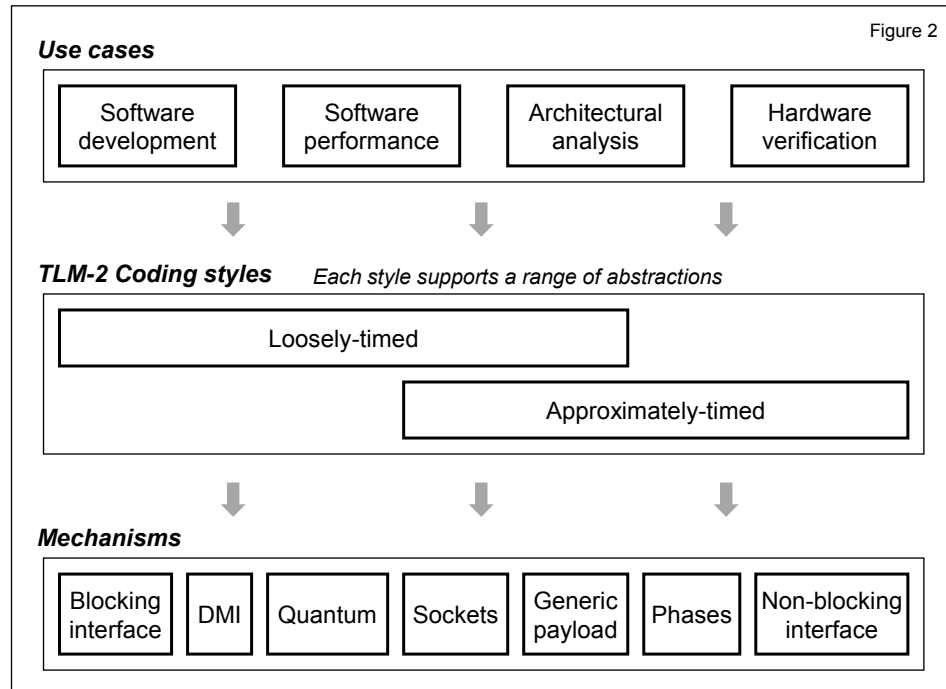 Figure 2
Use cases
Software development
Software performance
Architectural analysis
Hardware verification
TLM-2 Coding styles Each style supports a range of abstractions
Loosely-timed
Approximately-timed
Mechanisms
Blocking interface
DMI
Quantum
Sockets
Generic payload
Phases
Non-blocking interface